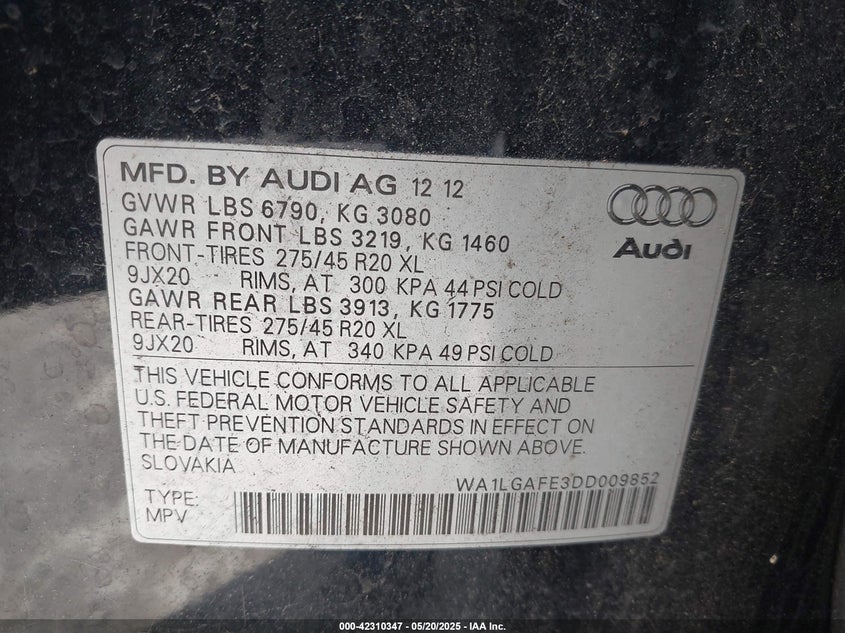 MFD. BY AUDI AG 12 12
GVWR LBS 6790, KG 3080
GAWR FRONT LBS 3219, KG 1460
FRONT-TIRES 275/45 R20 XL
9JX20 RIMS, AT 300 KPA 44 PSI COLD
GAWR REAR LBS 3913, KG 1775
REAR-TIRES 275/45 R20 XL
9JX20 RIMS, AT 340 KPA 49 PSI COLD
Audi
THIS VEHICLE CONFORMS TO ALL APPLICABLE
U.S. FEDERAL MOTOR VEHICLE SAFETY AND
THEFT PREVENTION STANDARDS IN EFFECT ON
THE DATE OF MANUFACTURE SHOWN ABOVE.
SLOVAKIA
WA1LGAFE3DD009852
TYPE:
MPV
000-42310347 — 05/20/2025 — IAA Inc.